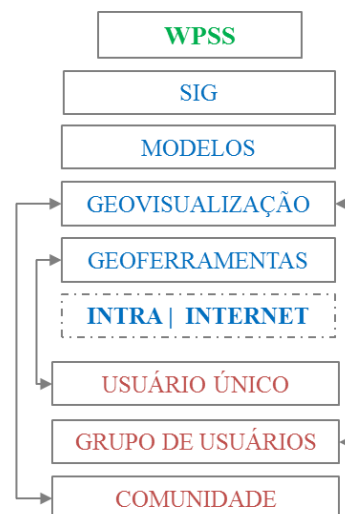 WPSS
SIG
MODELOS
GEOVISUALIZAÇÃO
GEOFERRAMENTAS
INTRA | INTERNET
USUÁRIO ÚNICO
GRUPO DE USUÁRIOS
COMUNIDADE